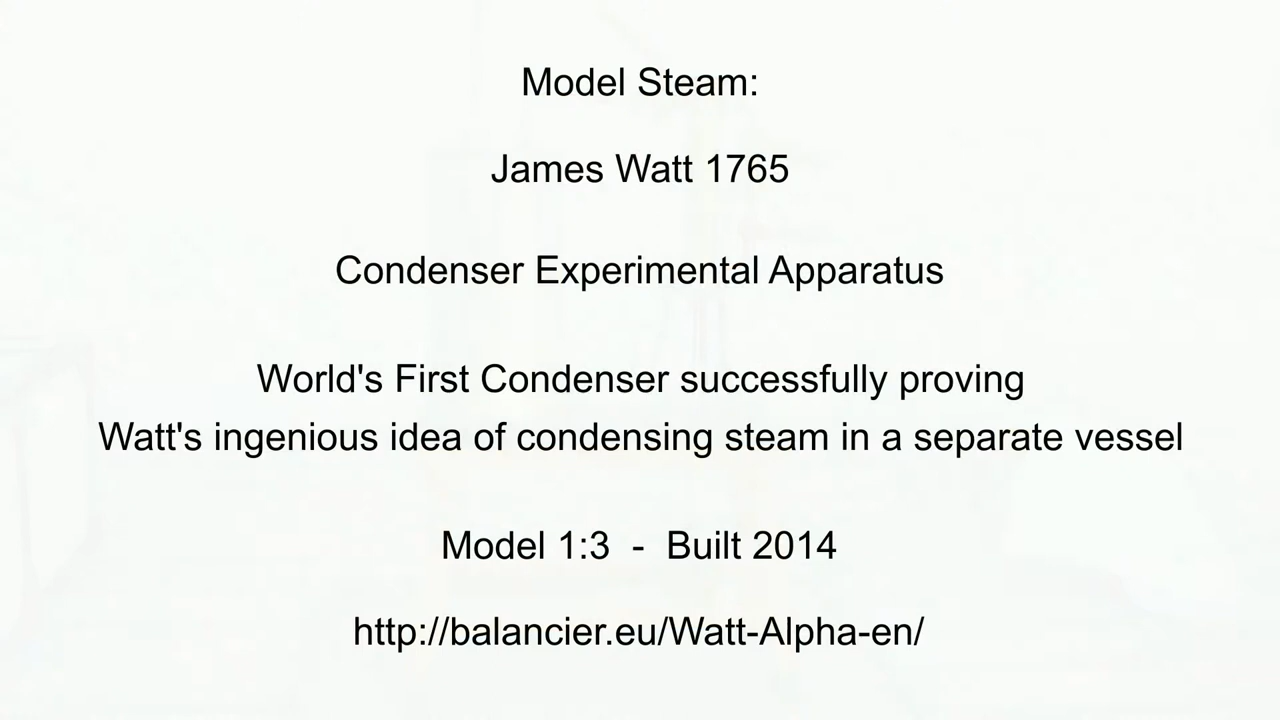 Model Steam:
James Watt 1765
Condenser Experimental Apparatus
World's First Condenser successfully proving
Watt's ingenious idea of condensing steam in a separate vessel
Model 1:3 - Built 2014
http://balancier.eu/Watt-Alpha-en/